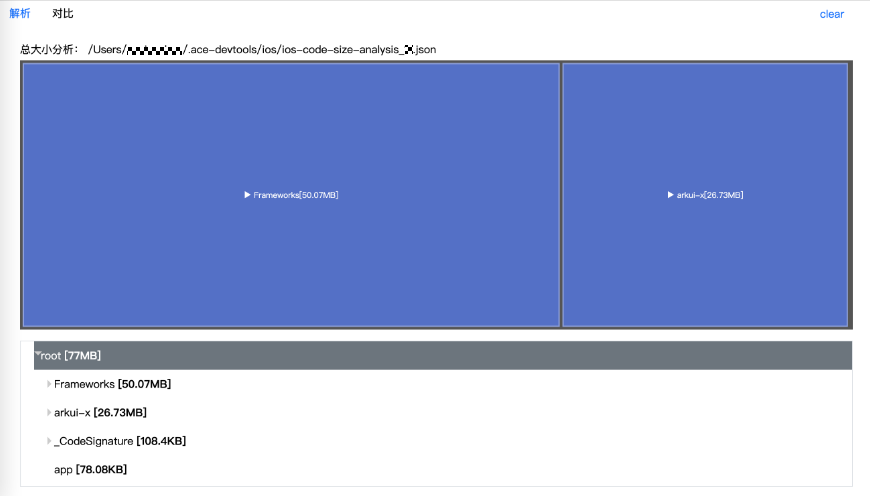 解析 对比 clear
总大小分析： /Users/ /.ace-devtools/ios/ios-code-size-analysis_ .json
▶ Frameworks[50.07MB] ▶ arkui-x[26.73MB]
root [77MB]
Frameworks [50.07MB]
arkui-x [26.73MB]
_CodeSignature [108.4KB]
app [78.08KB]